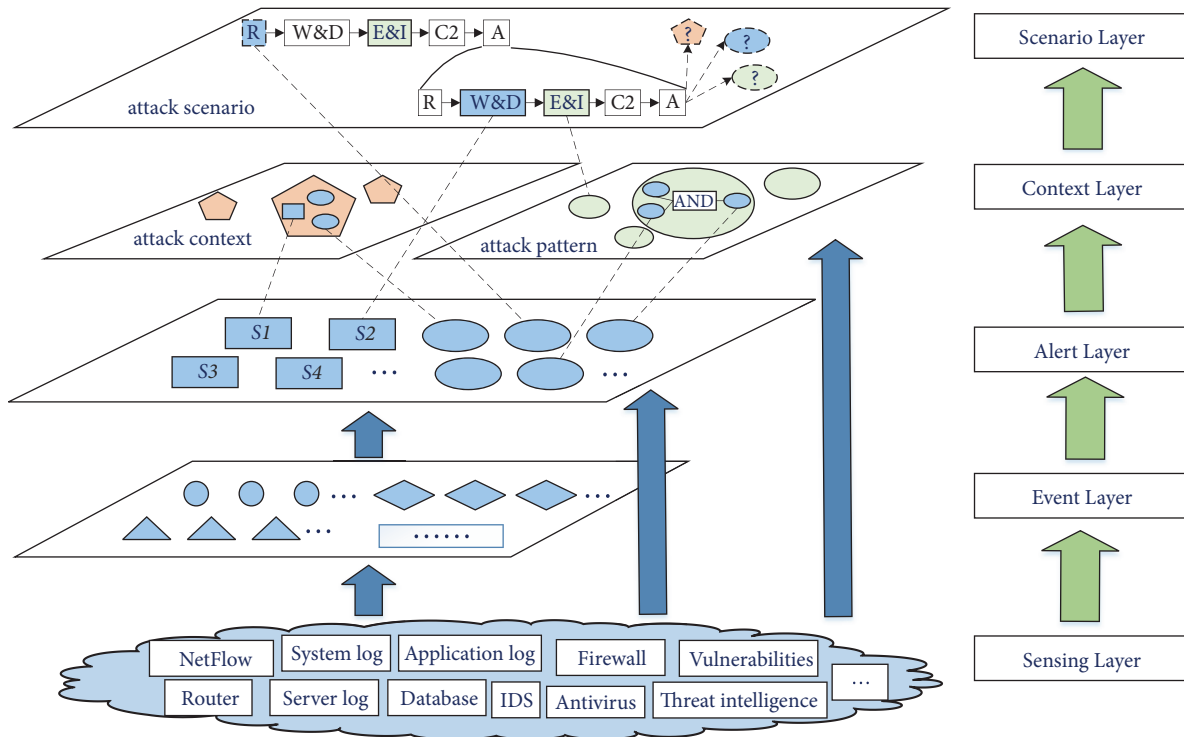 R W&D E&I C2 A
? ? ?
R W&D E&I C2 A
attack scenario
Scenario Layer
AND
attack context
attack pattern
Context Layer
S1 S2
S3 S4 ... ...
Alert Layer
... ...
... ......
Event Layer
NetFlow System log Application log Firewall Vulnerabilities ...
Router Server log Database IDS Antivirus Threat intelligence
Sensing Layer